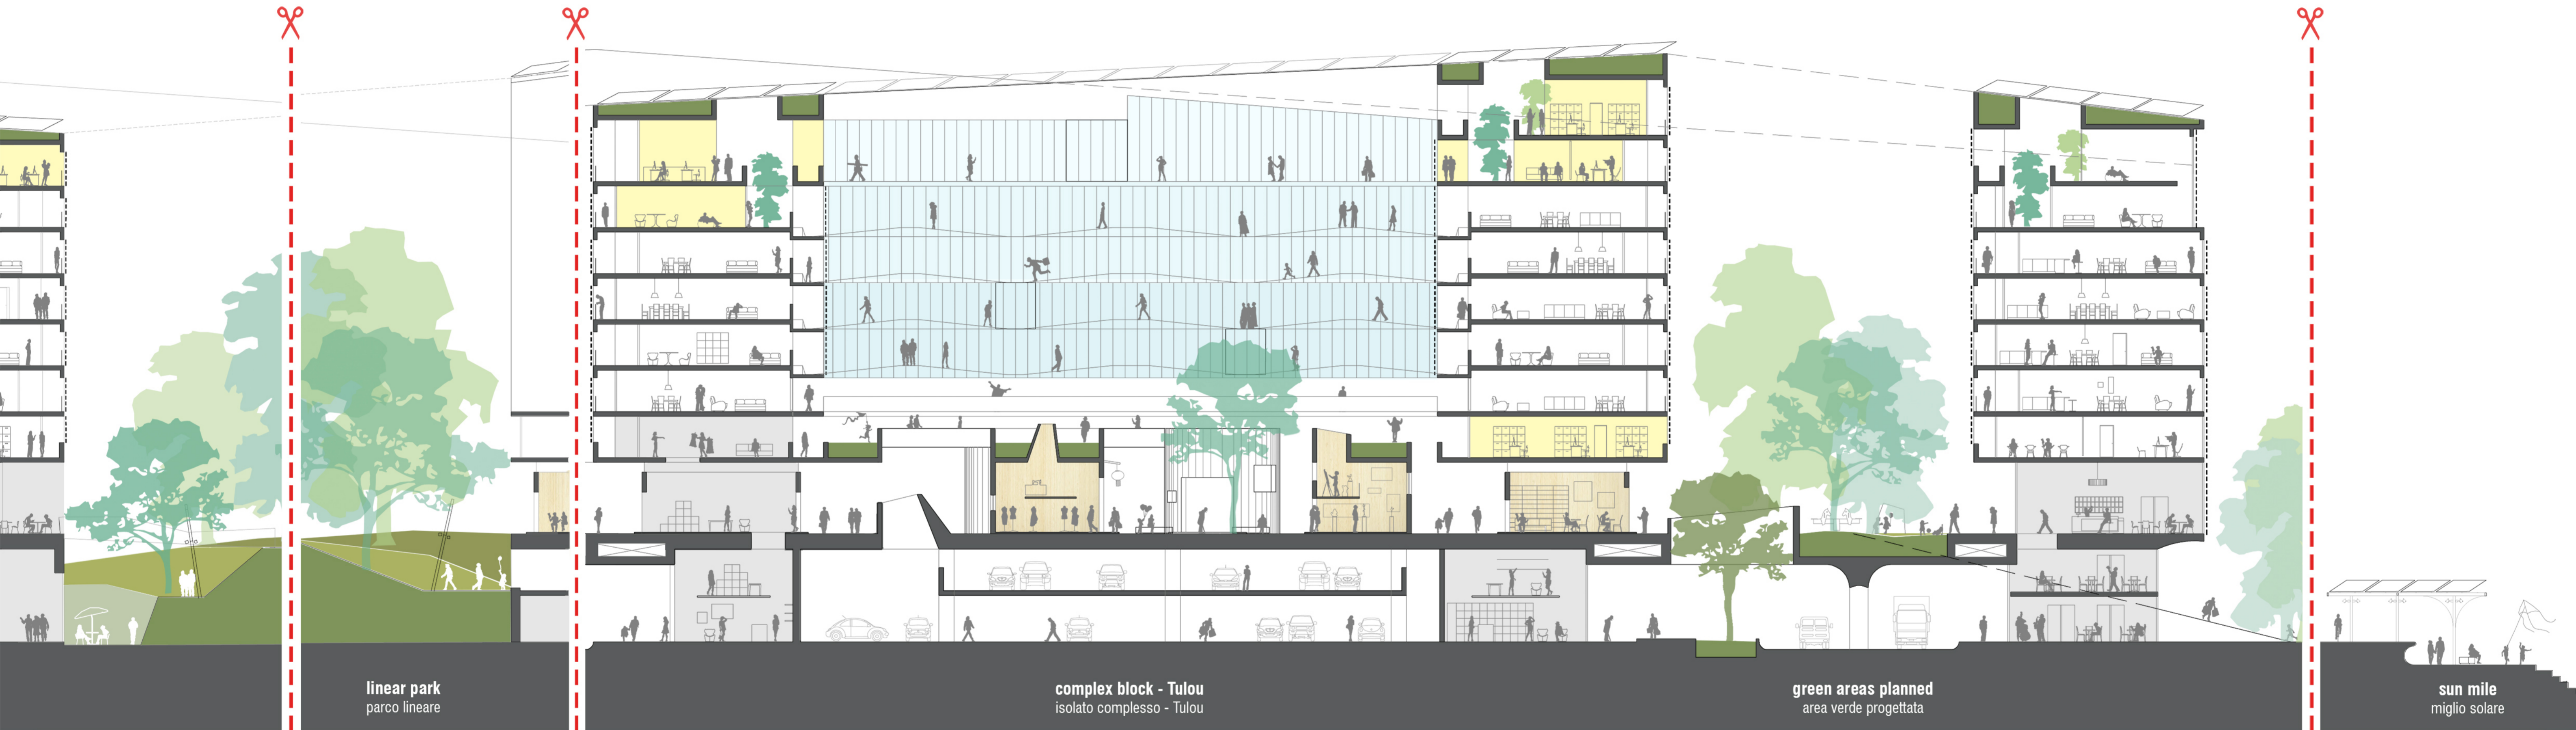 linear park
parco lineare
complex block - Tulou
isolato complesso - Tulou
green areas planned
area verde progettata
sun mile
miglio solare